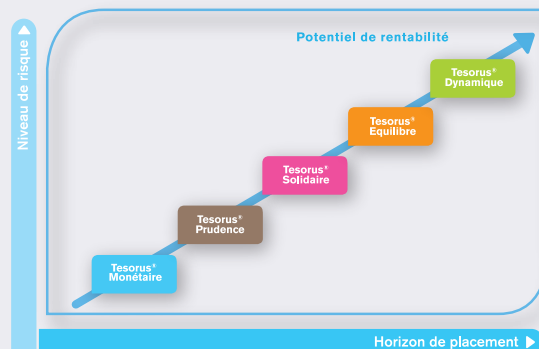 Niveau de risque ▲
Potentiel de rentabilité
Tesorus®
Dynamique
Tesorus®
Equilibre
Tesorus®
Solidaire
Tesorus®
Prudence
Tesorus®
Monétaire
Horizon de placement ▶